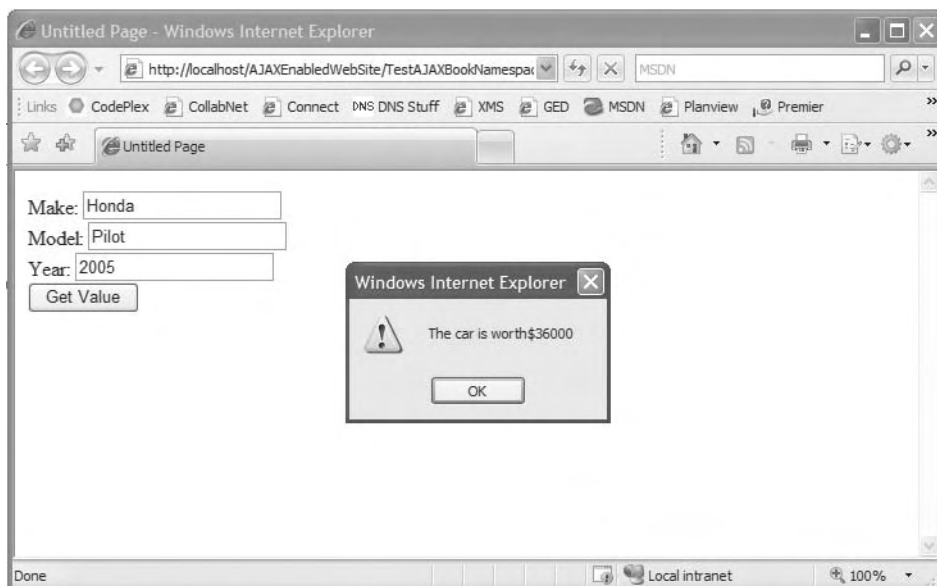 Untitled Page - Windows Internet Explorer
http://localhost/AJAXEnabledWebSite/TestAJAXBookNamespac
MSDN
Links CodePlex CollabNet Connect DNS DNS Stuff XMS GED MSDN Planview Premier »
Untitled Page »
Make: Honda
Model: Pilot
Year: 2005
Get Value
Windows Internet Explorer
The car is worth$36000
OK
Done Local intranet 100%